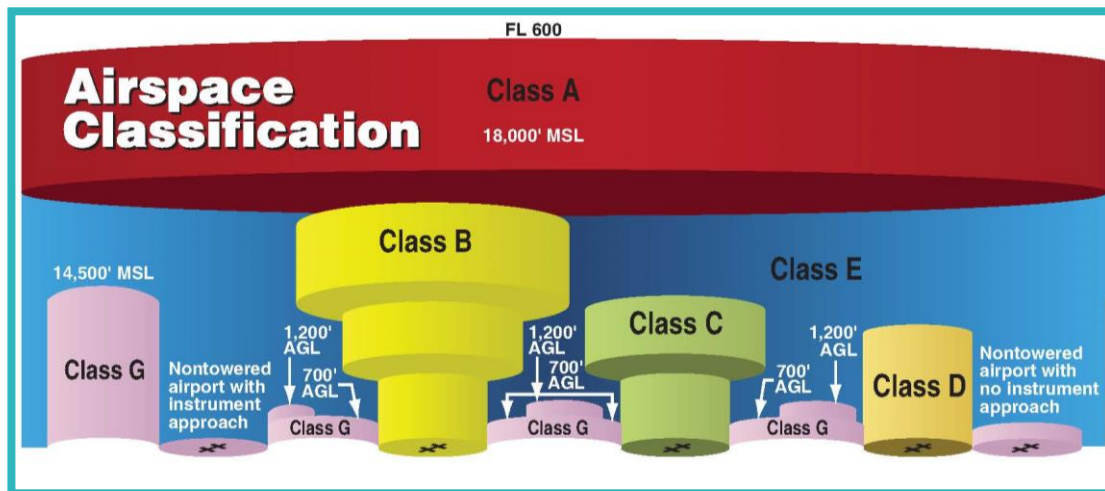 FL 600
Airspace
Classification
Class A
18,000' MSL
Class B
Class E
14,500' MSL
Class C
1,200'
AGL
1,200'
AGL
1,200'
AGL
Class G
Nontowered
airport with
instrument
approach
700'
AGL
700'
AGL
700'
AGL
Class D
Nontowered
airport with
no instrument
approach
Class G
Class G
Class G